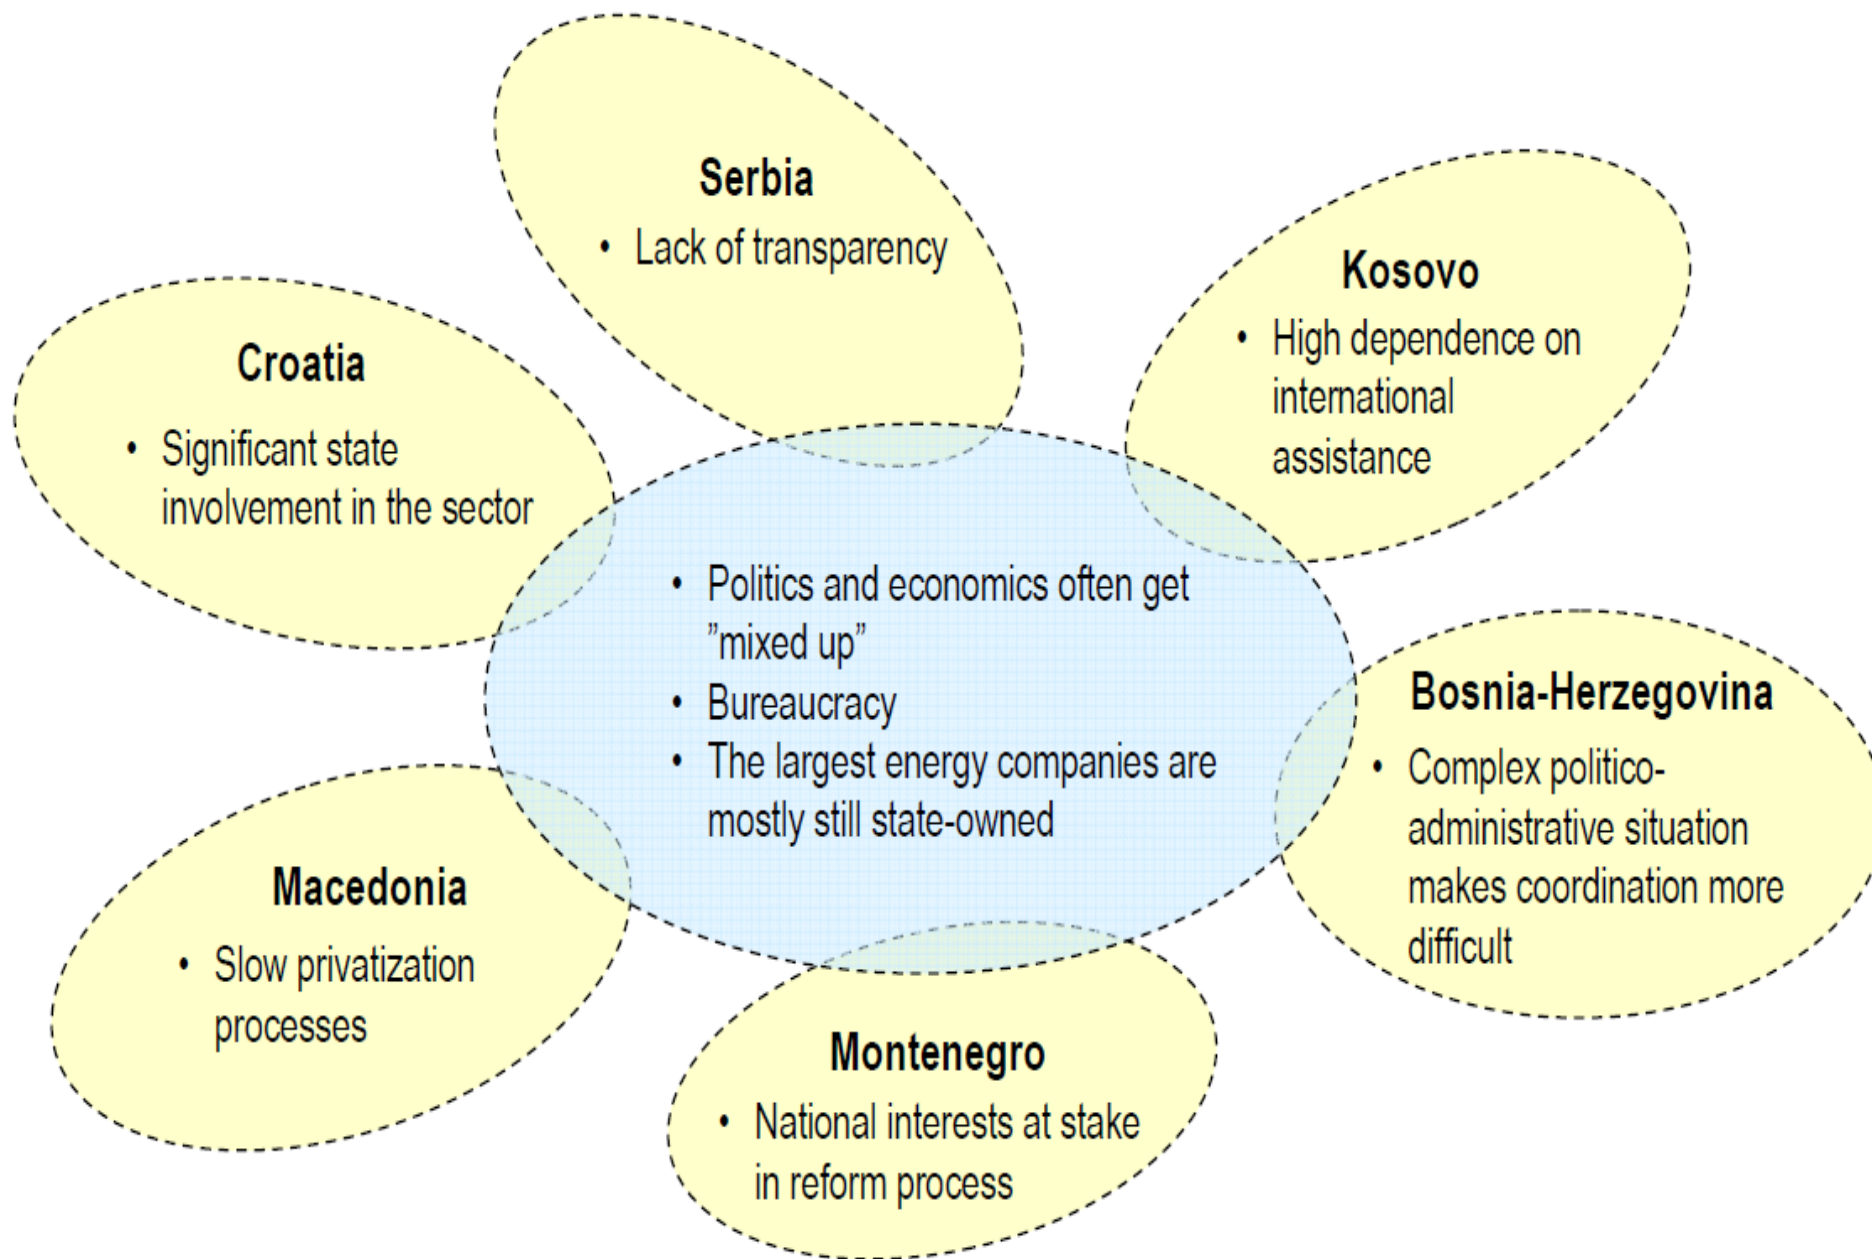 Serbia
• Lack of transparency
Kosovo
• High dependence on
international
assistance
Croatia
• Significant state
involvement in the sector
• Politics and economics often get
”mixed up”
• Bureaucracy
• The largest energy companies are
mostly still state-owned
Bosnia-Herzegovina
• Complex politico-
administrative situation
makes coordination more
difficult
Macedonia
• Slow privatization
processes
Montenegro
• National interests at stake
in reform process